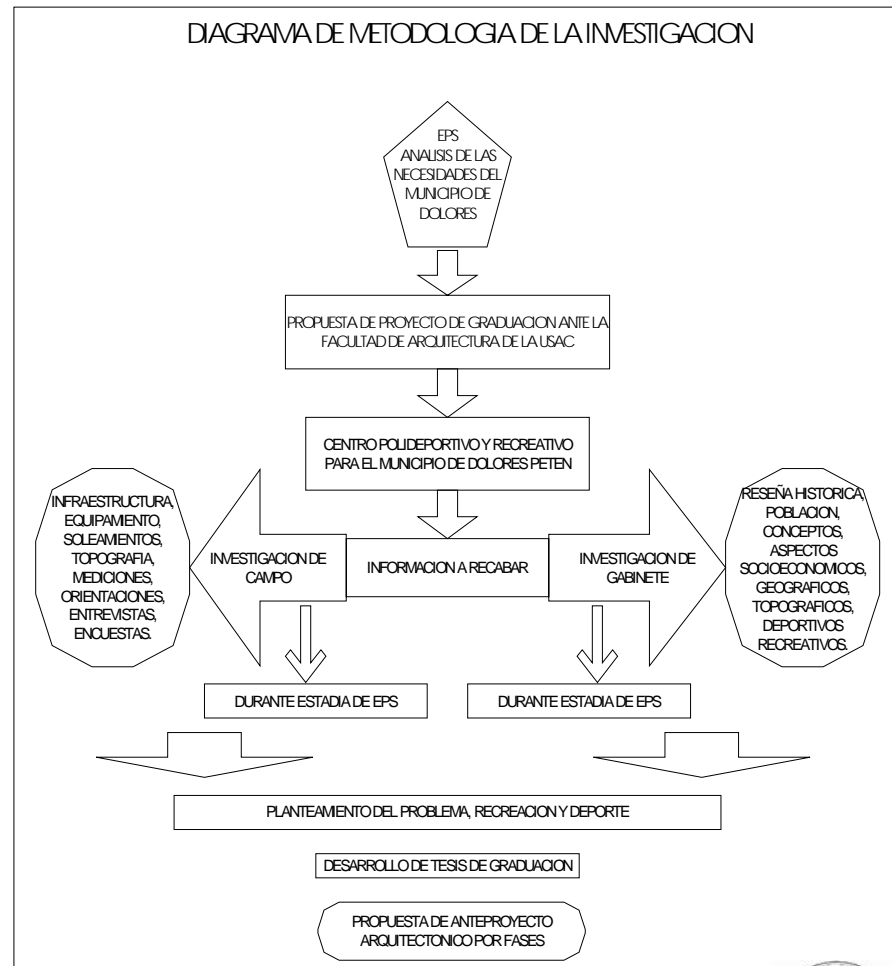 DIAGRAMA DE METODOLOGIA DE LA INVESTIGACION
EPS
ANALISIS DE LAS
NECESIDADES DEL
MUNICIPIO DE
DOLORES
PROPUESTA DE PROYECTO DE GRADUACION ANTE LA
FACULTAD DE ARQUITECTURA DE LA USAC
CENTRO POLIDEPORTIVO Y RECREATIVO
PARA EL MUNICIPIO DE DOLORES PETEN
INFRAESTRUCTURA,
EQUIPAMIENTO,
SOLEAMIENTOS,
TOPOGRAFIA,
MEDICIONES,
ORIENTACIONES,
ENTREVISTAS,
ENCUESTAS.
INVESTIGACION DE
CAMPO
INFORMACION A RECABAR
INVESTIGACION DE
GABINETE
RESEÑA HISTORICA,
POBLACION,
CONCEPTOS,
ASPECTOS
SOCIOECONOMICOS,
GEOGRAFICOS,
TOPOGRAFICOS,
DEPORTIVOS
RECREATIVOS.
DURANTE ESTADIA DE EPS
DURANTE ESTADIA DE EPS
PLANTEAMIENTO DEL PROBLEMA, RECREACION Y DEPORTE
DESARROLLO DE TESIS DE GRADUACION
PROPUESTA DE ANTEPROYECTO
ARQUITECTONICO POR FASES